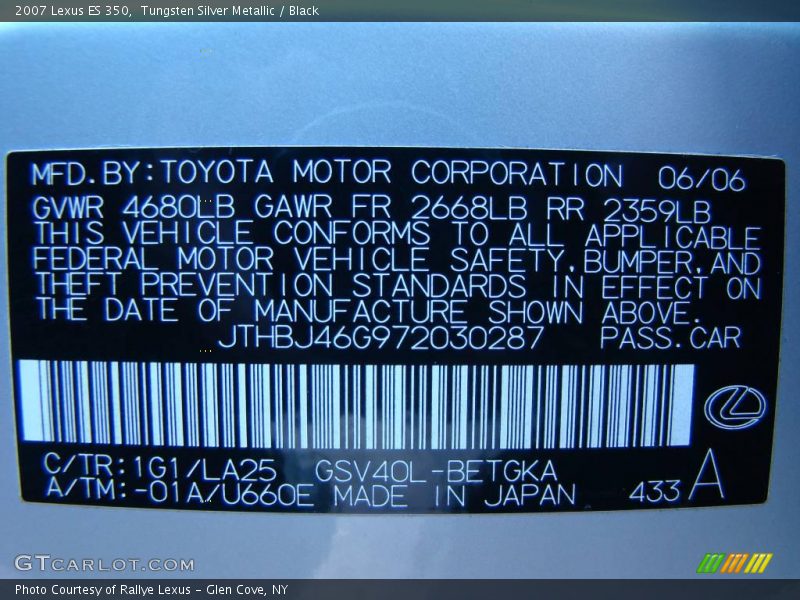 2007 Lexus ES 350,  Tungsten Silver Metallic / Black
MFD.BY:TOYOTA MOTOR CORPORATION 06/06
GVWR 4680LB GAWR FR 2668LB RR 2359LB
THIS VEHICLE CONFORMS TO ALL APPLICABLE
FEDERAL MOTOR VEHICLE SAFETY,BUMPER,AND
THEFT PREVENTION STANDARDS IN EFFECT ON
THE DATE OF MANUFACTURE SHOWN ABOVE.
JTHBJ46G972030287 PASS.CAR
C/TR:1G1/LA25 GSV40L-BETGKA
A/TM:-01A/U660E MADE IN JAPAN 433 A
GTCARLOT.COM
Photo Courtesy of Rallye Lexus - Glen Cove, NY